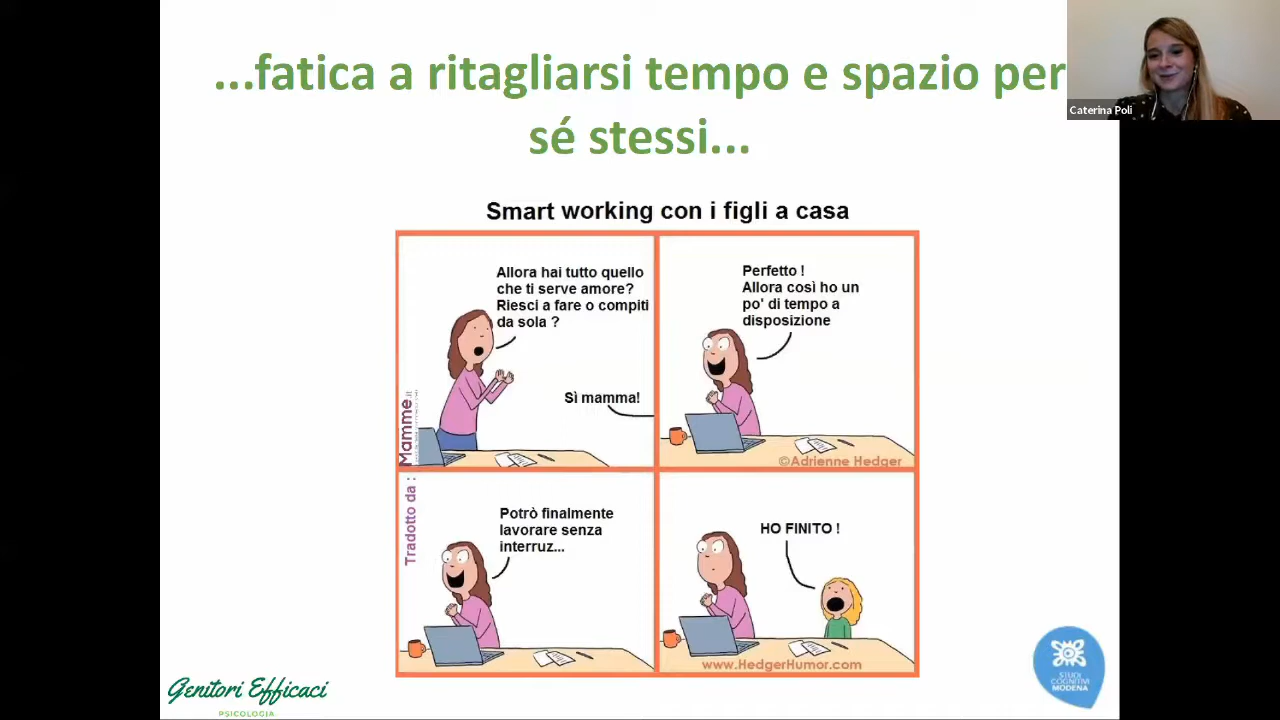 ...fatica a ritagliarsi tempo e spazio per
sé stessi...
Caterina Poli
Smart working con i figli a casa
Allora hai tutto quello
che ti serve amore?
Riesci a fare o compiti
da sola ?
Sì mamma!
Perfetto !
Allora così ho un
po' di tempo a
disposizione
©Adrienne Hedger
Potrò finalmente
lavorare senza
interruz...
HO FINITO !
www.HedgerHumor.com
Tradotto da :
Mamme.it
Genitori Efficaci
PSICOLOGIA
STUDI
COGNITIVI
MODENA